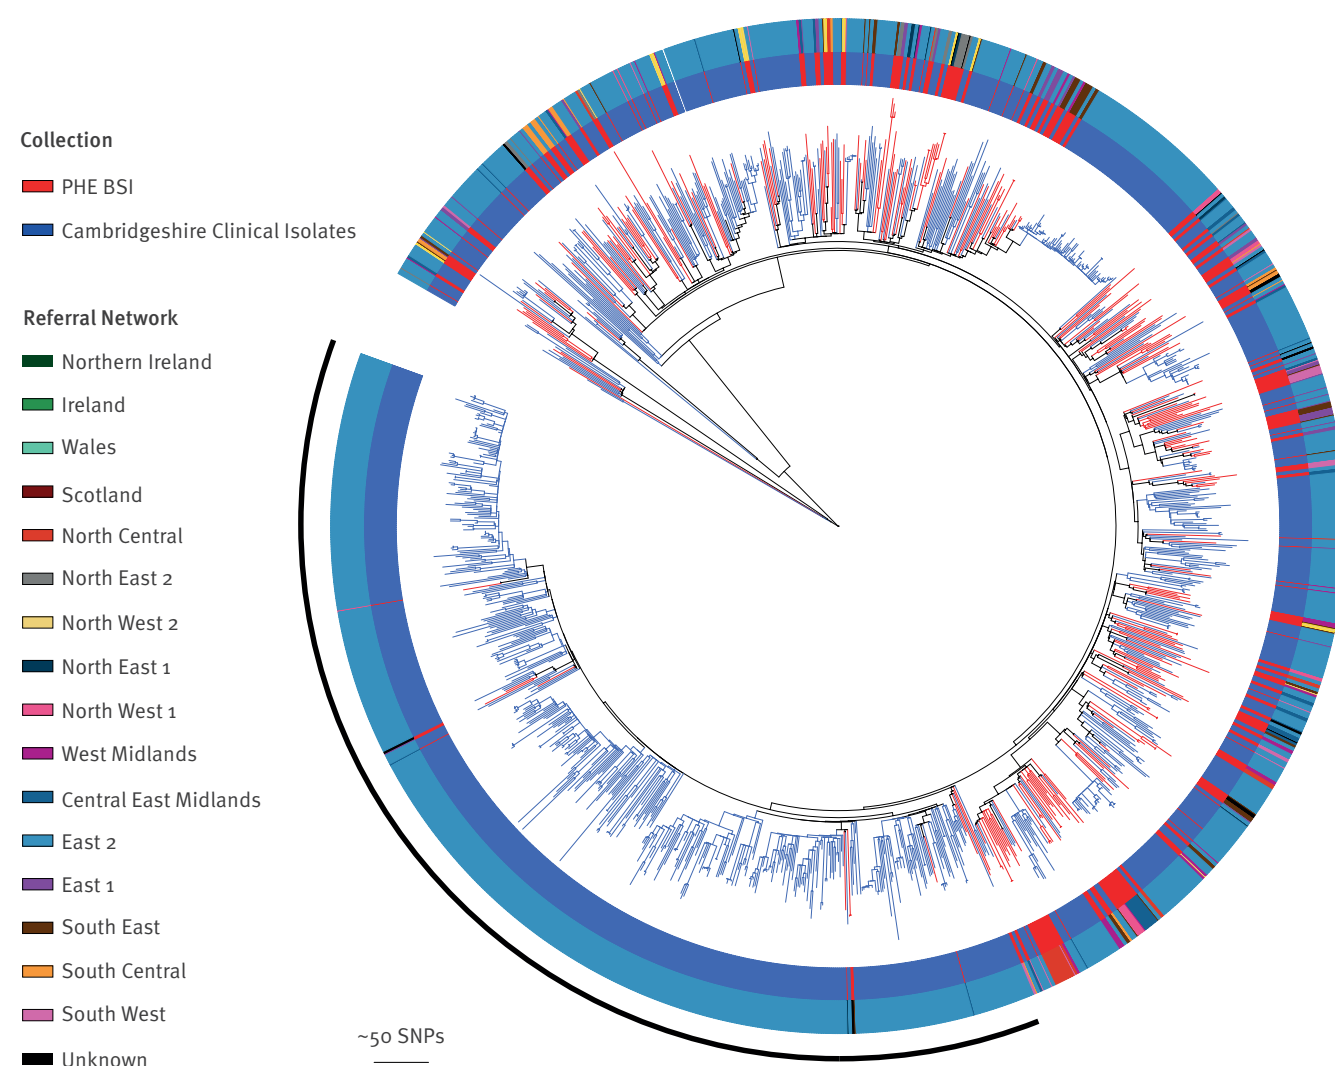 Collection
PHE BSI
Cambridgeshire Clinical Isolates
Referral Network
Northern Ireland
Ireland
Wales
Scotland
North Central
North East 2
North West 2
North East 1
North West 1
West Midlands
Central East Midlands
East 2
East 1
South East
South Central
South West
Unknown
~50 SNPs